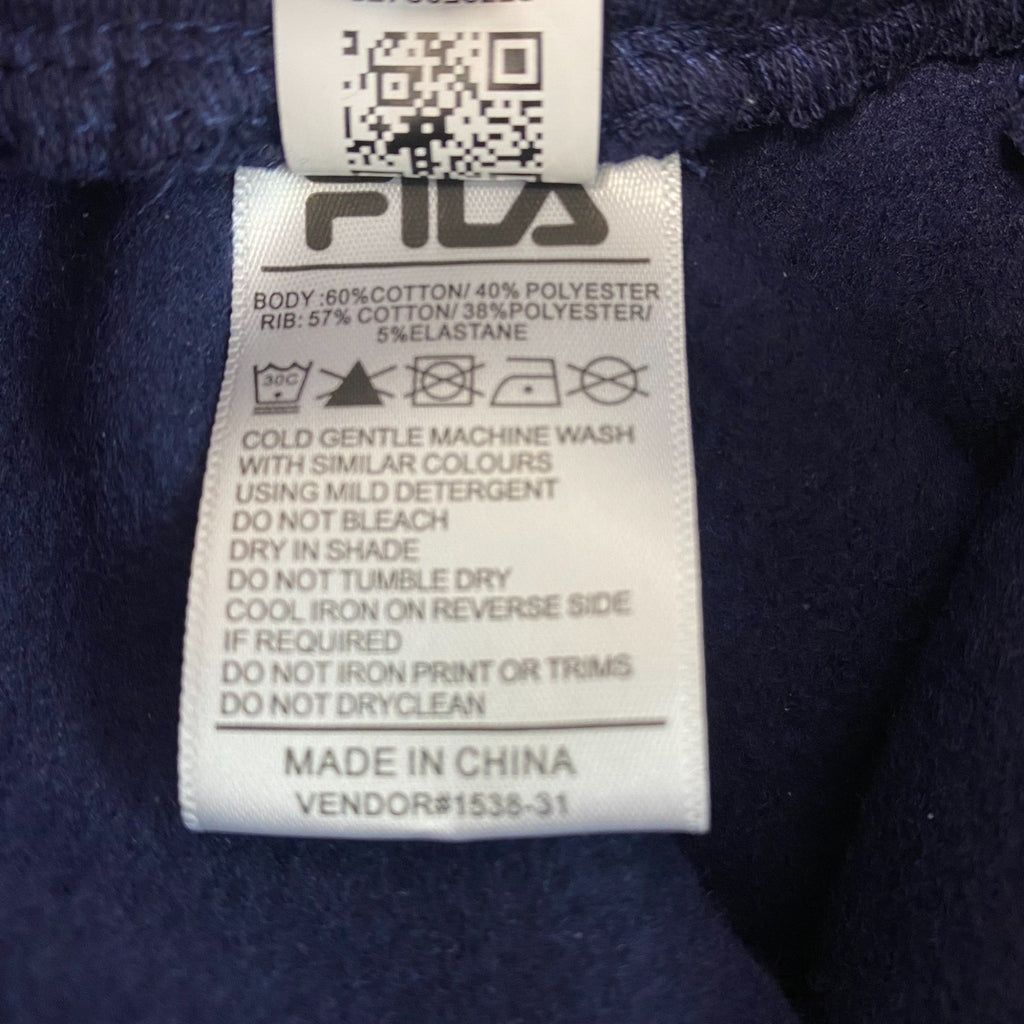 FILA
BODY :60%COTTON/ 40% POLYESTER
RIB: 57% COTTON/ 38%POLYESTER/
5%ELASTANE
30C
COLD GENTLE MACHINE WASH
WITH SIMILAR COLOURS
USING MILD DETERGENT
DO NOT BLEACH
DRY IN SHADE
DO NOT TUMBLE DRY
COOL IRON ON REVERSE SIDE
IF REQUIRED
DO NOT IRON PRINT OR TRIMS
DO NOT DRYCLEAN
MADE IN CHINA
VENDOR#1538-31